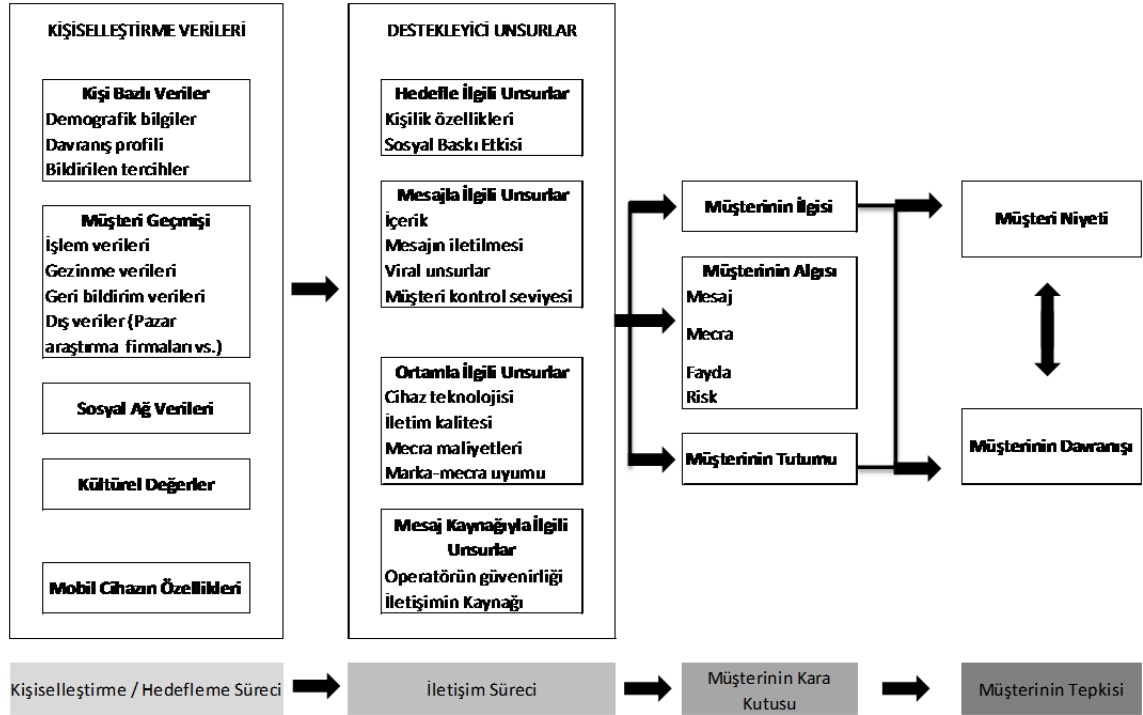 KİŞİSELLEŞTİRME VERİLERİ
Kişi Bazlı Veriler
Demografik bilgiler
Davranış profili
Bildirilen tercihler
Müşteri Geçmişi
İşlem verileri
Gezinme verileri
Geri bildirim verileri
Dış veriler (Pazar
araştırma firmaları vs.)
Sosyal Ağ Verileri
Kültürel Değerler
Mobil Cihazın Özellikleri
DESTEKLEYİCİ UNSURLAR
Hedefle İlgili Unsurlar
Kişilik özellikleri
Sosyal Baskı Etkisi
Mesajla İlgili Unsurlar
İçerik
Mesajın iletilmesi
Viral unsurlar
Müşteri kontrol seviyesi
Ortamla İlgili Unsurlar
Cihaz teknolojisi
İletim kalitesi
Mecra maliyetleri
Marka-mecra uyumu
Mesaj Kaynağıyla İlgili
Unsurlar
Operatörün güvenirliği
İletişimin Kaynağı
Müşterinin İlgisi
Müşterinin Algısı
Mesaj
Mecra
Fayda
Risk
Müşterinin Tutumu
Müşteri Niyeti
Müşterinin Davranışı
Kişiselleştirme / Hedefleme Süreci
İletişim Süreci
Müşterinin Kara
Kutusu
Müşterinin Tepkisi